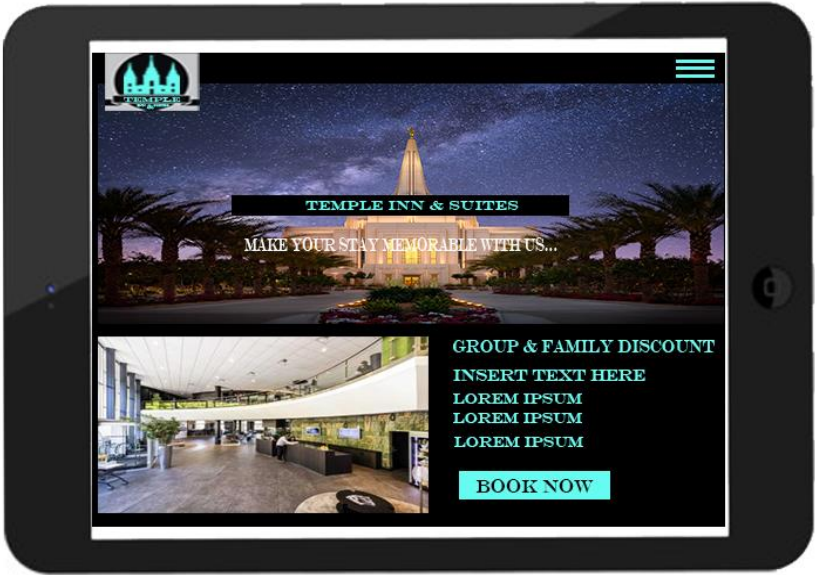 TEMPLE
TEMPLE INN & SUITES
MAKE YOUR STAY MEMORABLE WITH US...
GROUP & FAMILY DISCOUNT
INSERT TEXT HERE
LOREM IPSUM
LOREM IPSUM
LOREM IPSUM
BOOK NOW